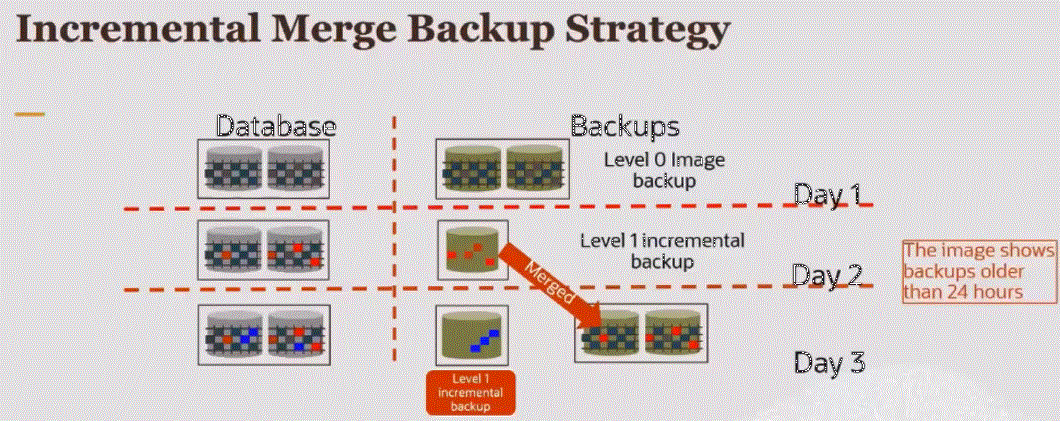 Incremental Merge Backup Strategy
Database
Backups
Level 0 Image
backup
Day 1
Level 1 incremental
backup
Day 2
Merged
The image shows
backups older
than 24 hours
Day 3
Level 1
incremental
backup